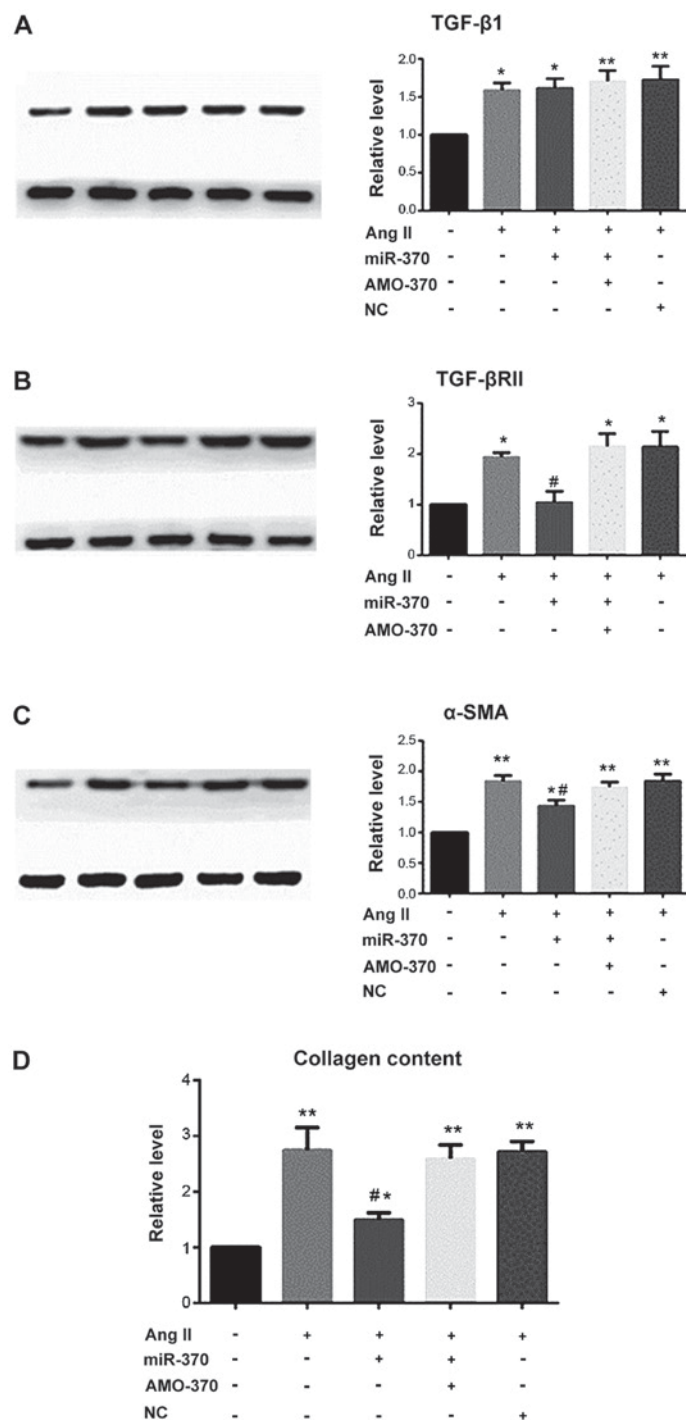 A
TGF-β1
Relative level
2.0
1.5
1.0
0.5
0.0
* * ** **
Ang II - + + + +
miR-370 - - + + -
AMO-370 - - - + -
NC - - - - +
B
TGF-βRII
Relative level
3
2
1
0
* # * *
Ang II - + + + +
miR-370 - - + + -
AMO-370 - - - + -
C
α-SMA
Relative level
2.5
2.0
1.5
1.0
0.5
0.0
** *# ** **
Ang II - + + + +
miR-370 - - + + -
AMO-370 - - - + -
NC - - - - +
D
Collagen content
Relative level
4
3
2
1
0
** #* ** **
Ang II - + + + +
miR-370 - - + + -
AMO-370 - - - + -
NC - - - - +